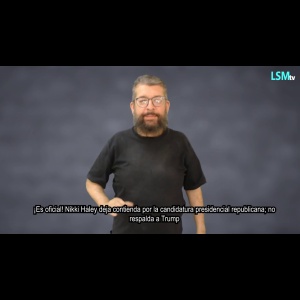 LSMtv
¡Es oficial! Nikki Haley deja contienda por la candidatura presidencial republicana; no
respalda a Trump